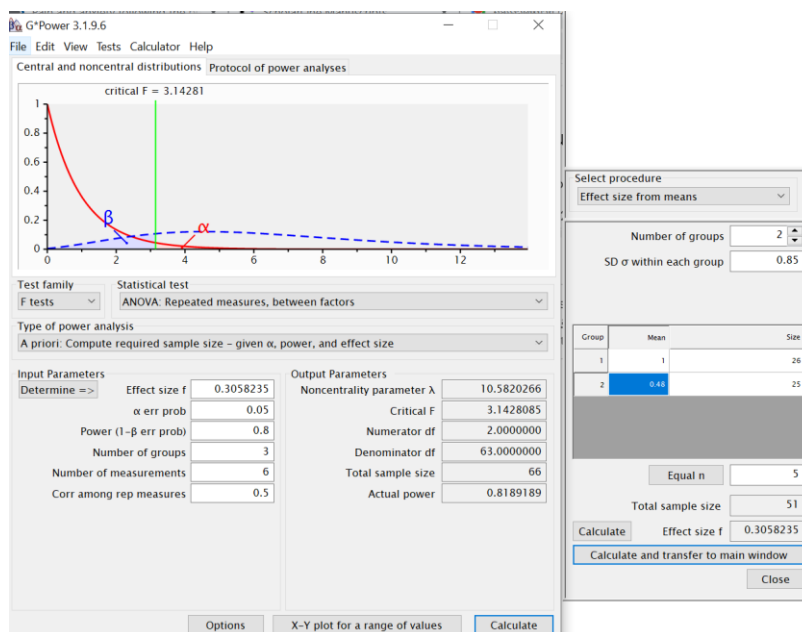 G*Power 3.1.9.6
File Edit View Tests Calculator Help
Central and noncentral distributions Protocol of power analyses
critical F = 3.14281
1
0.8
0.6
0.4
0.2
0
β
α
0 2 4 6 8 10 12
Test family Statistical test
F tests ANOVA: Repeated measures, between factors
Type of power analysis
A priori: Compute required sample size – given α, power, and effect size
Input Parameters Output Parameters
Determine => Effect size f 0.3058235 Noncentrality parameter λ 10.5820266
α err prob 0.05 Critical F 3.1428085
Power (1-β err prob) 0.8 Numerator df 2.0000000
Number of groups 3 Denominator df 63.0000000
Number of measurements 6 Total sample size 66
Corr among rep measures 0.5 Actual power 0.8189189
Options X-Y plot for a range of values Calculate
Select procedure
Effect size from means
Number of groups 2
SD σ within each group 0.85
Group Mean Size
1 1 26
2 0.48 25
Equal n 5
Total sample size 51
Calculate Effect size f 0.3058235
Calculate and transfer to main window
Close